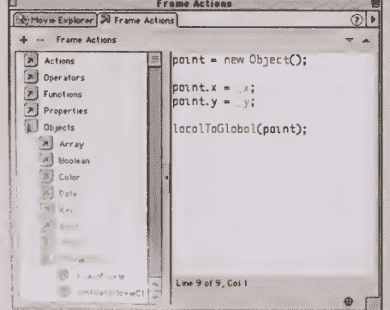 Frame Actions
Movie Explorer Frame Actions
+ − Frame Actions
Actions
Operators
Functions
Properties
Objects
Array
Boolean
Color
Date
Key
point = new Object();
point.x = _x;
point.y = _y;
localToGlobal(point);
Line 9 of 9, Col 1